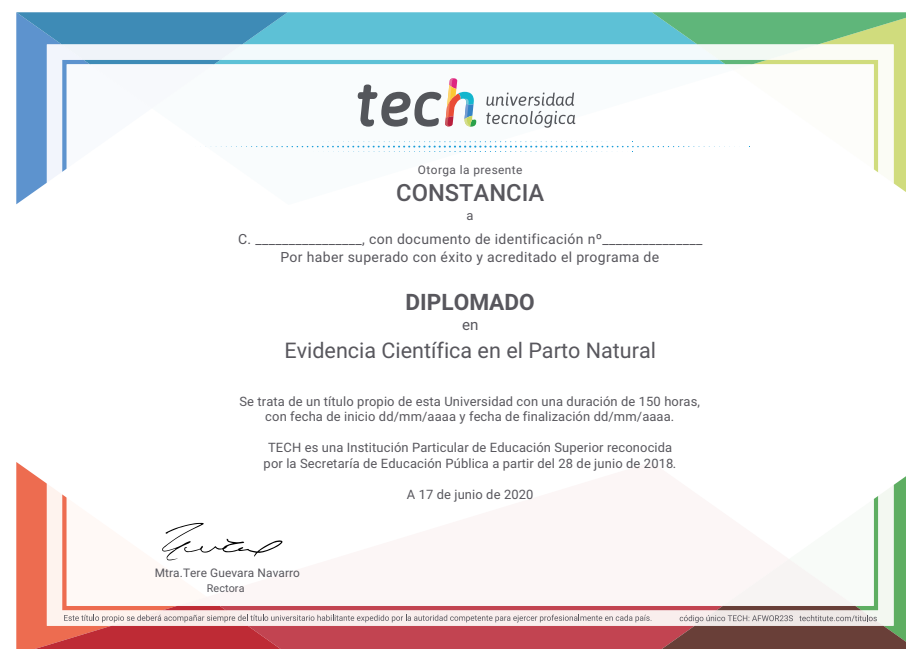 tech universidad
tecnológica
Otorga la presente
CONSTANCIA
a
C. ________________, con documento de identificación nº_______________
Por haber superado con éxito y acreditado el programa de
DIPLOMADO
en
Evidencia Científica en el Parto Natural
Se trata de un título propio de esta Universidad con una duración de 150 horas,
con fecha de inicio dd/mm/aaaa y fecha de finalización dd/mm/aaaa.
TECH es una Institución Particular de Educación Superior reconocida
por la Secretaría de Educación Pública a partir del 28 de junio de 2018.
A 17 de junio de 2020
Mtra.Tere Guevara Navarro
Rectora
Este título propio se deberá acompañar siempre del título universitario habilitante expedido por la autoridad competente para ejercer profesionalmente en cada país. código único TECH: AFWOR23S techtitute.com/titulos